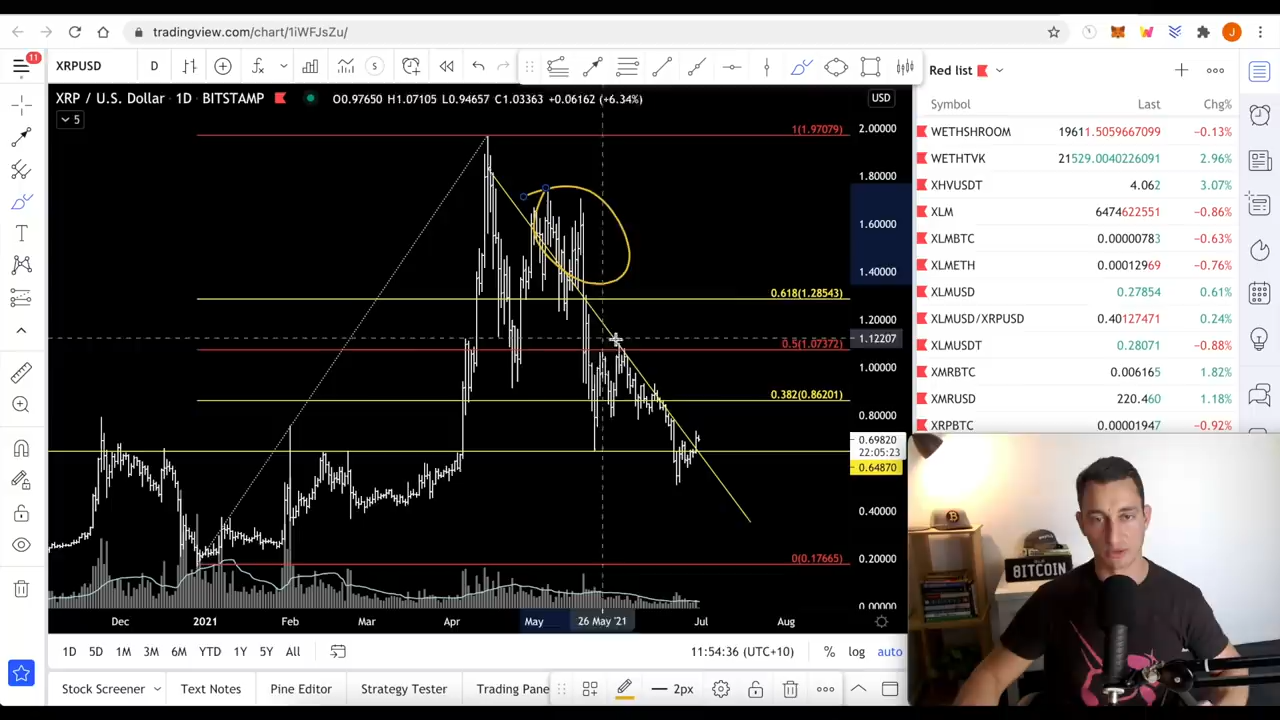 tradingview.com/chart/1iWFJsZu/
J
11
XRPUSD
D
S
Red list
XRP / U.S. Dollar · 1D · BITSTAMP
O0.97650 H1.07105 L0.94657 C1.03363 +0.06162 (+6.34%)
USD
5
Symbol Last Chg%
WETHSHROOM 19611.5059667099 −0.13%
WETHTVK 21529.0040226091 2.96%
XHVUSDT 4.062 3.07%
XLM 6474622551 −0.86%
XLMBTC 0.00000783 −0.63%
XLMETH 0.00012969 −0.76%
XLMUSD 0.27854 0.61%
XLMUSD/XRPUSD 0.40127471 0.24%
XLMUSDT 0.28071 −0.88%
XMRBTC 0.006165 1.82%
XMRUSD 220.460 1.18%
XRPBTC 0.00001947 −0.92%
1(1.97079)
0.618(1.28543)
0.5(1.07372)
0.382(0.86201)
0(0.17665)
2.00000
1.80000
1.60000
1.40000
1.20000
1.12207
1.00000
0.80000
0.69820
22:05:23
0.64870
0.40000
0.20000
0.00000
Dec 2021 Feb Mar Apr May 26 May '21 Jul Aug
1D 5D 1M 3M 6M YTD 1Y 5Y All
11:54:36 (UTC+10) % log auto
Stock Screener Text Notes Pine Editor Strategy Tester Trading Pane
2px
BITCOIN